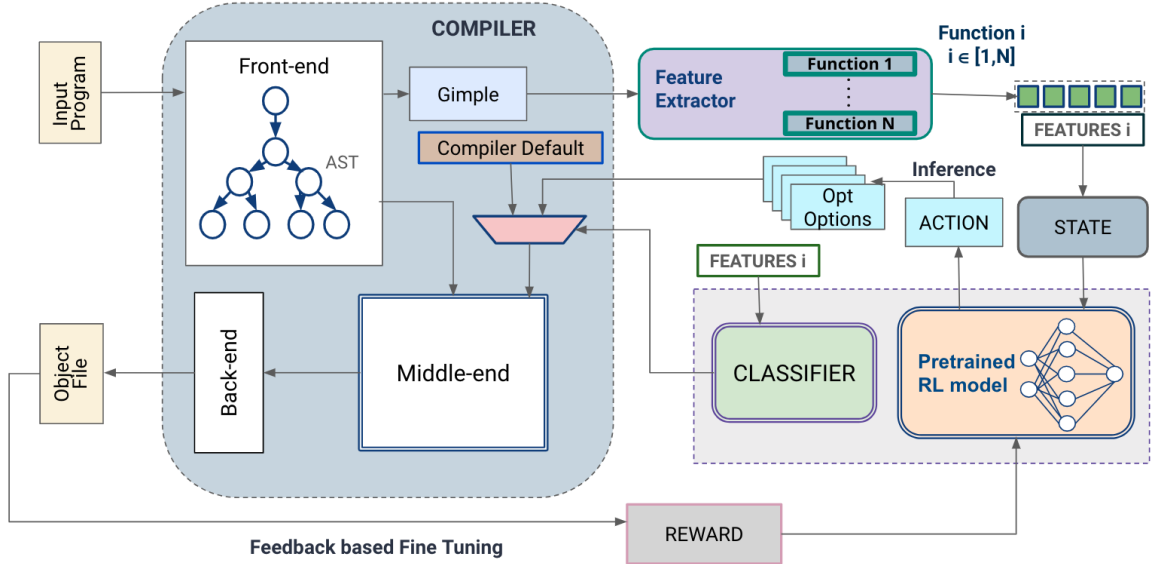 COMPILER
Input
Program
Front-end
AST
Gimple
Compiler Default
Feature
Extractor
Function 1
Function N
Function i
i ∈ [1,N]
FEATURES i
Inference
Opt
Options
ACTION
STATE
FEATURES i
CLASSIFIER
Pretrained
RL model
Middle-end
Back-end
Object
File
REWARD
Feedback based Fine Tuning